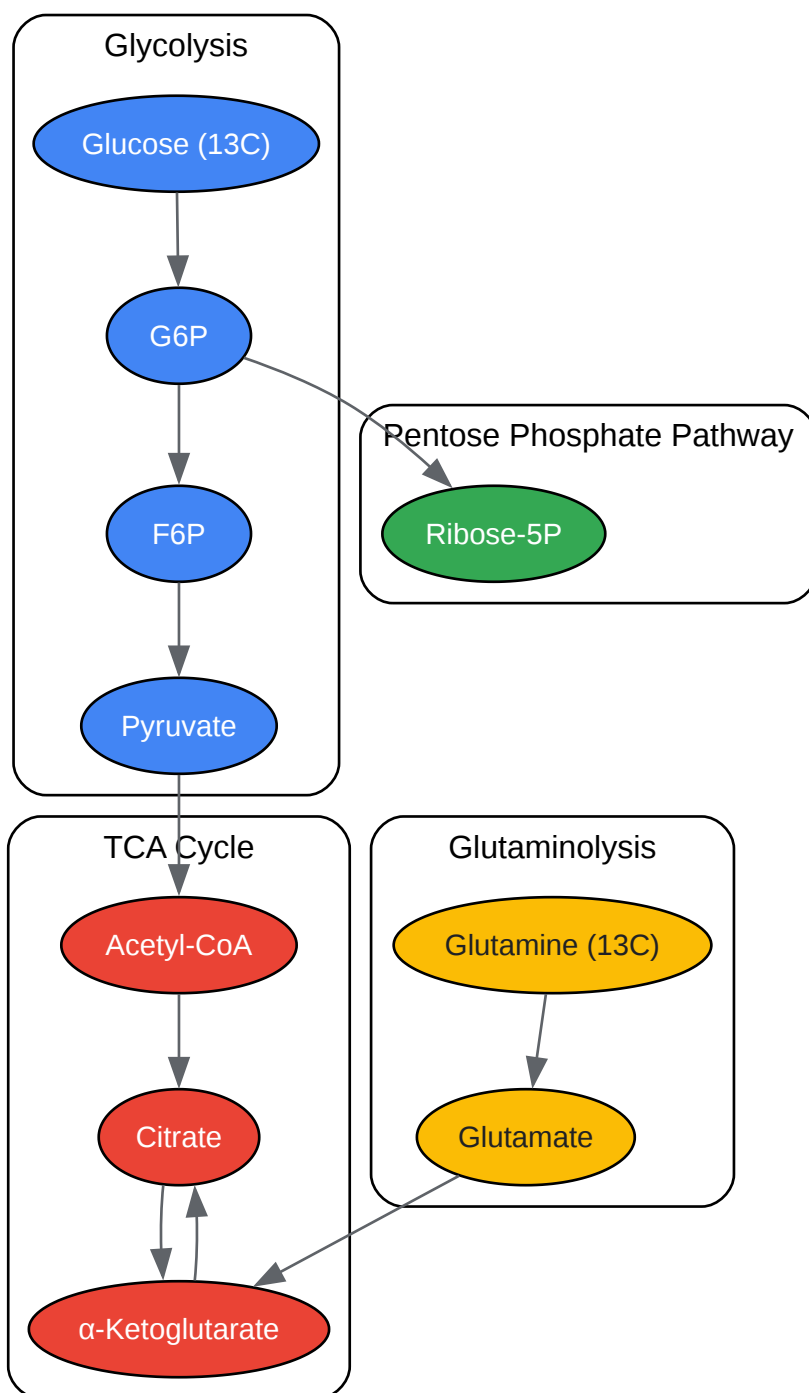 Glycolysis
Glucose (13C)
G6P
F6P
Pyruvate
Pentose Phosphate Pathway
Ribose-5P
TCA Cycle
Acetyl-CoA
Citrate
α-Ketoglutarate
Glutaminolysis
Glutamine (13C)
Glutamate